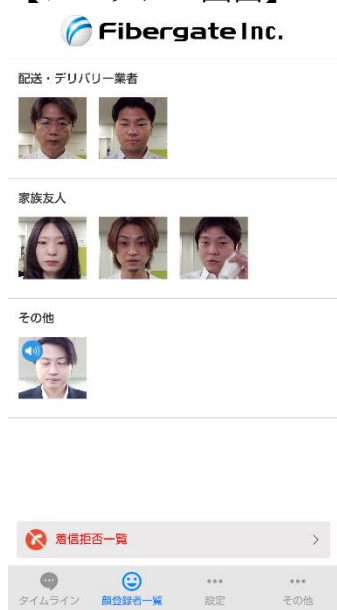 Fibergate Inc.
配送・デリバリー業者
家族友人
その他
着信拒否一覧
タイムライン
顔登録者一覧
設定
その他